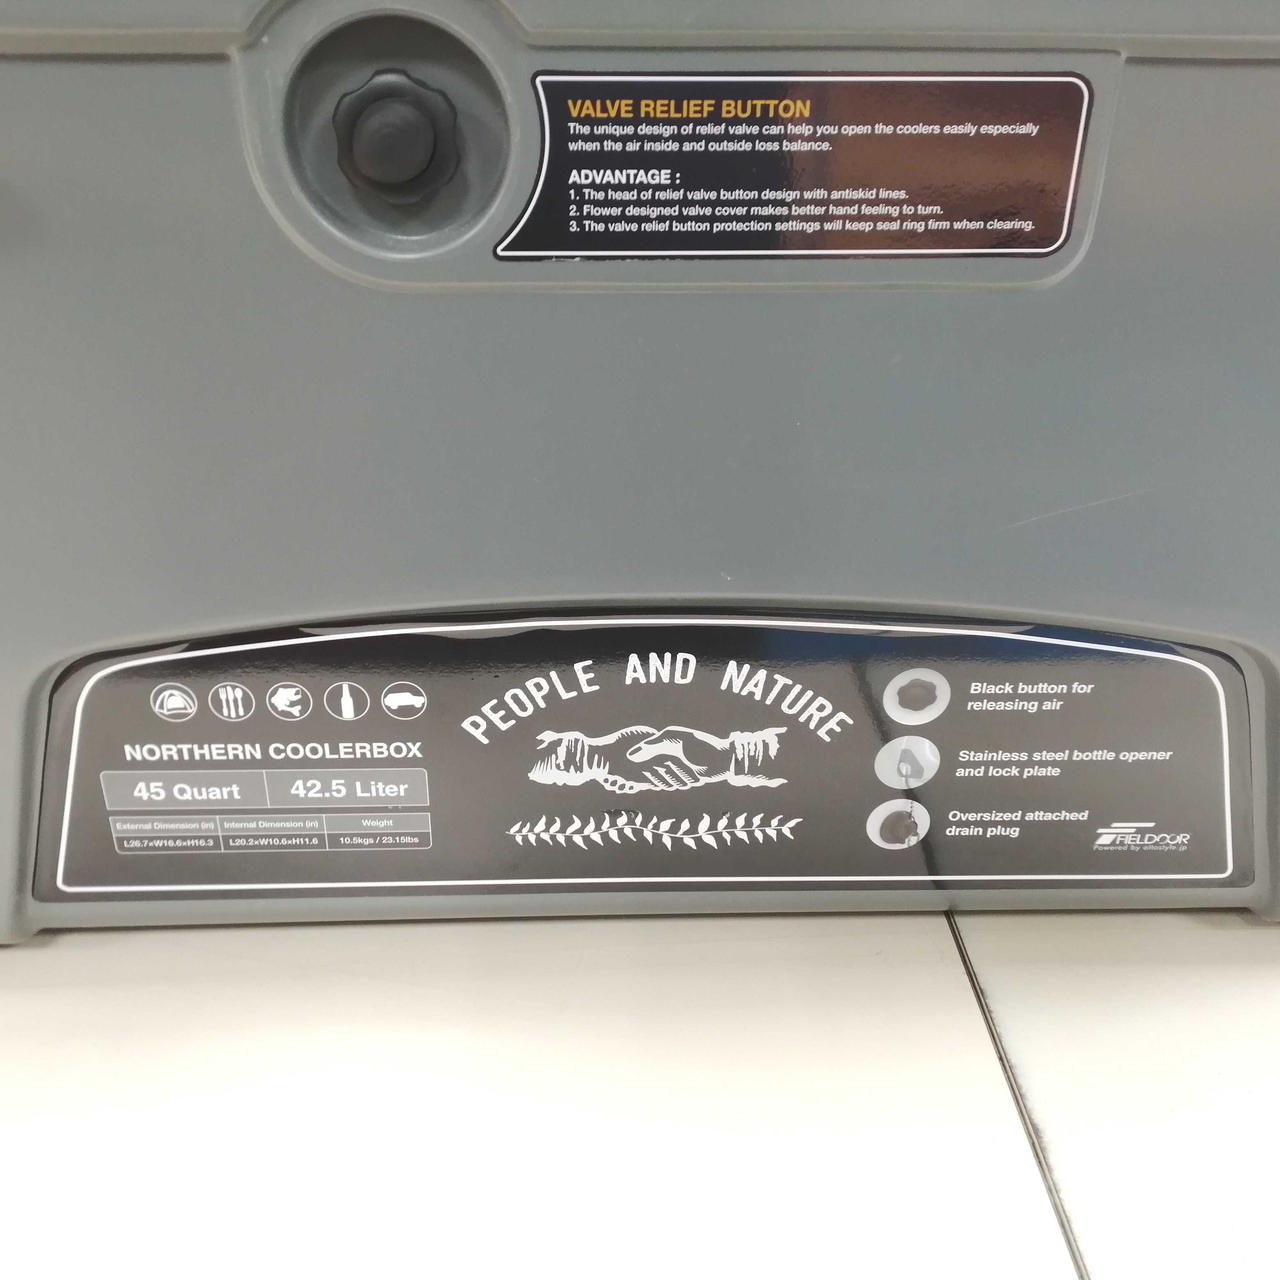 VALVE RELIEF BUTTON
The unique design of relief valve can help you open the coolers easily especially
when the air inside and outside loss balance.
ADVANTAGE :
1. The head of relief valve button design with antiskid lines.
2. Flower designed valve cover makes better hand feeling to turn.
3. The valve relief button protection settings will keep seal ring firm when clearing.
NORTHERN COOLERBOX
45 Quart 42.5 Liter
External Dimension (in) Internal Dimension (in) Weight
L26.7×W16.6×H16.3 L20.2×W10.6×H11.6 10.5kgs / 23.15lbs
PEOPLE AND NATURE
Black button for
releasing air
Stainless steel bottle opener
and lock plate
Oversized attached
drain plug
FIELDOOR
Powered by altostyle.jp